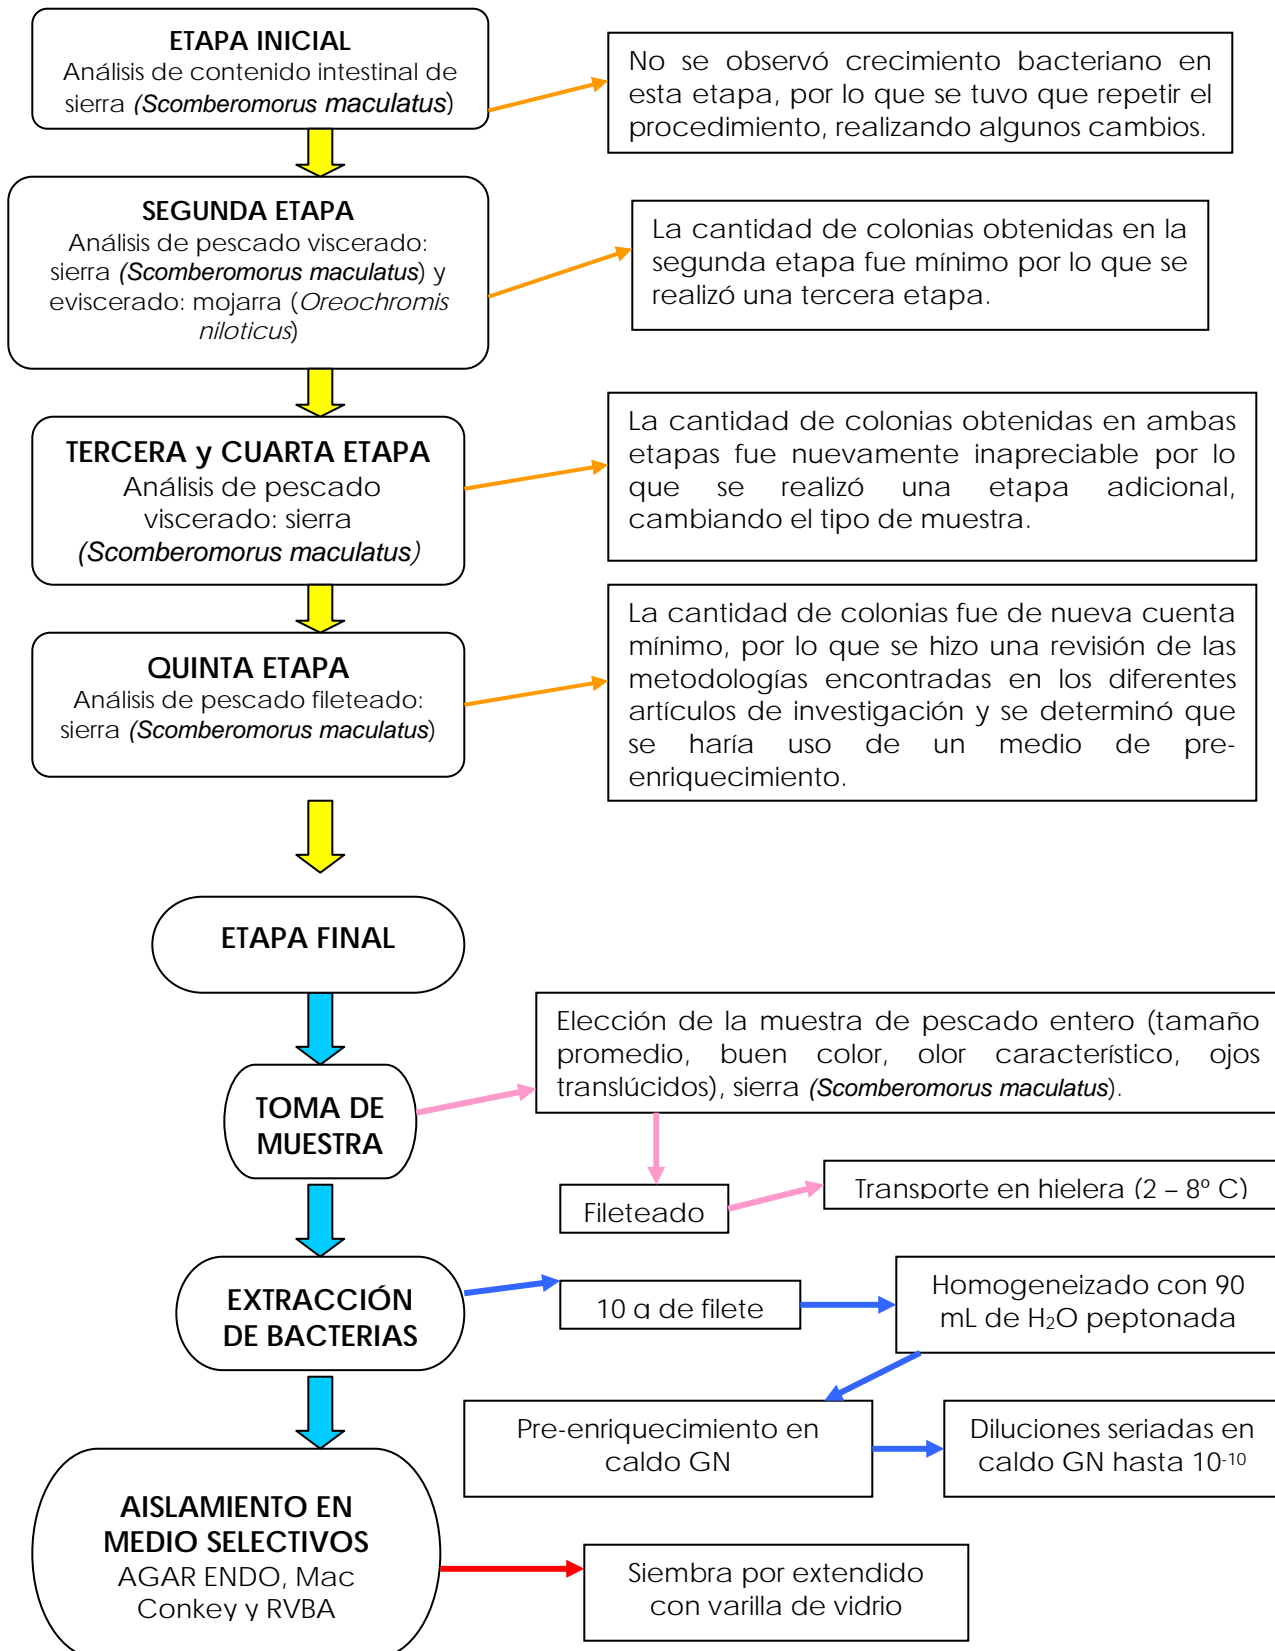 ETAPA INICIAL
Análisis de contenido intestinal de
sierra (Scomberomorus maculatus)
No se observó crecimiento bacteriano en
esta etapa, por lo que se tuvo que repetir el
procedimiento, realizando algunos cambios.
SEGUNDA ETAPA
Análisis de pescado viscerado:
sierra (Scomberomorus maculatus) y
eviscerado: mojarra (Oreochromis
niloticus)
La cantidad de colonias obtenidas en la
segunda etapa fue mínimo por lo que se
realizó una tercera etapa.
TERCERA y CUARTA ETAPA
Análisis de pescado
viscerado: sierra
(Scomberomorus maculatus)
La cantidad de colonias obtenidas en ambas
etapas fue nuevamente inapreciable por lo
que se realizó una etapa adicional,
cambiando el tipo de muestra.
QUINTA ETAPA
Análisis de pescado fileteado:
sierra (Scomberomorus maculatus)
La cantidad de colonias fue de nueva cuenta
mínimo, por lo que se hizo una revisión de las
metodologías encontradas en los diferentes
artículos de investigación y se determinó que
se haría uso de un medio de pre-
enriquecimiento.
ETAPA FINAL
TOMA DE
MUESTRA
Elección de la muestra de pescado entero (tamaño
promedio, buen color, olor característico, ojos
translúcidos), sierra (Scomberomorus maculatus).
Fileteado
Transporte en hielera (2 – 8º C)
EXTRACCIÓN
DE BACTERIAS
10 g de filete
Homogeneizado con 90
mL de H₂O peptonada
Pre-enriquecimiento en
caldo GN
Diluciones seriadas en
caldo GN hasta 10⁻¹⁰
AISLAMIENTO EN
MEDIO SELECTIVOS
AGAR ENDO, Mac
Conkey y RVBA
Siembra por extendido
con varilla de vidrio